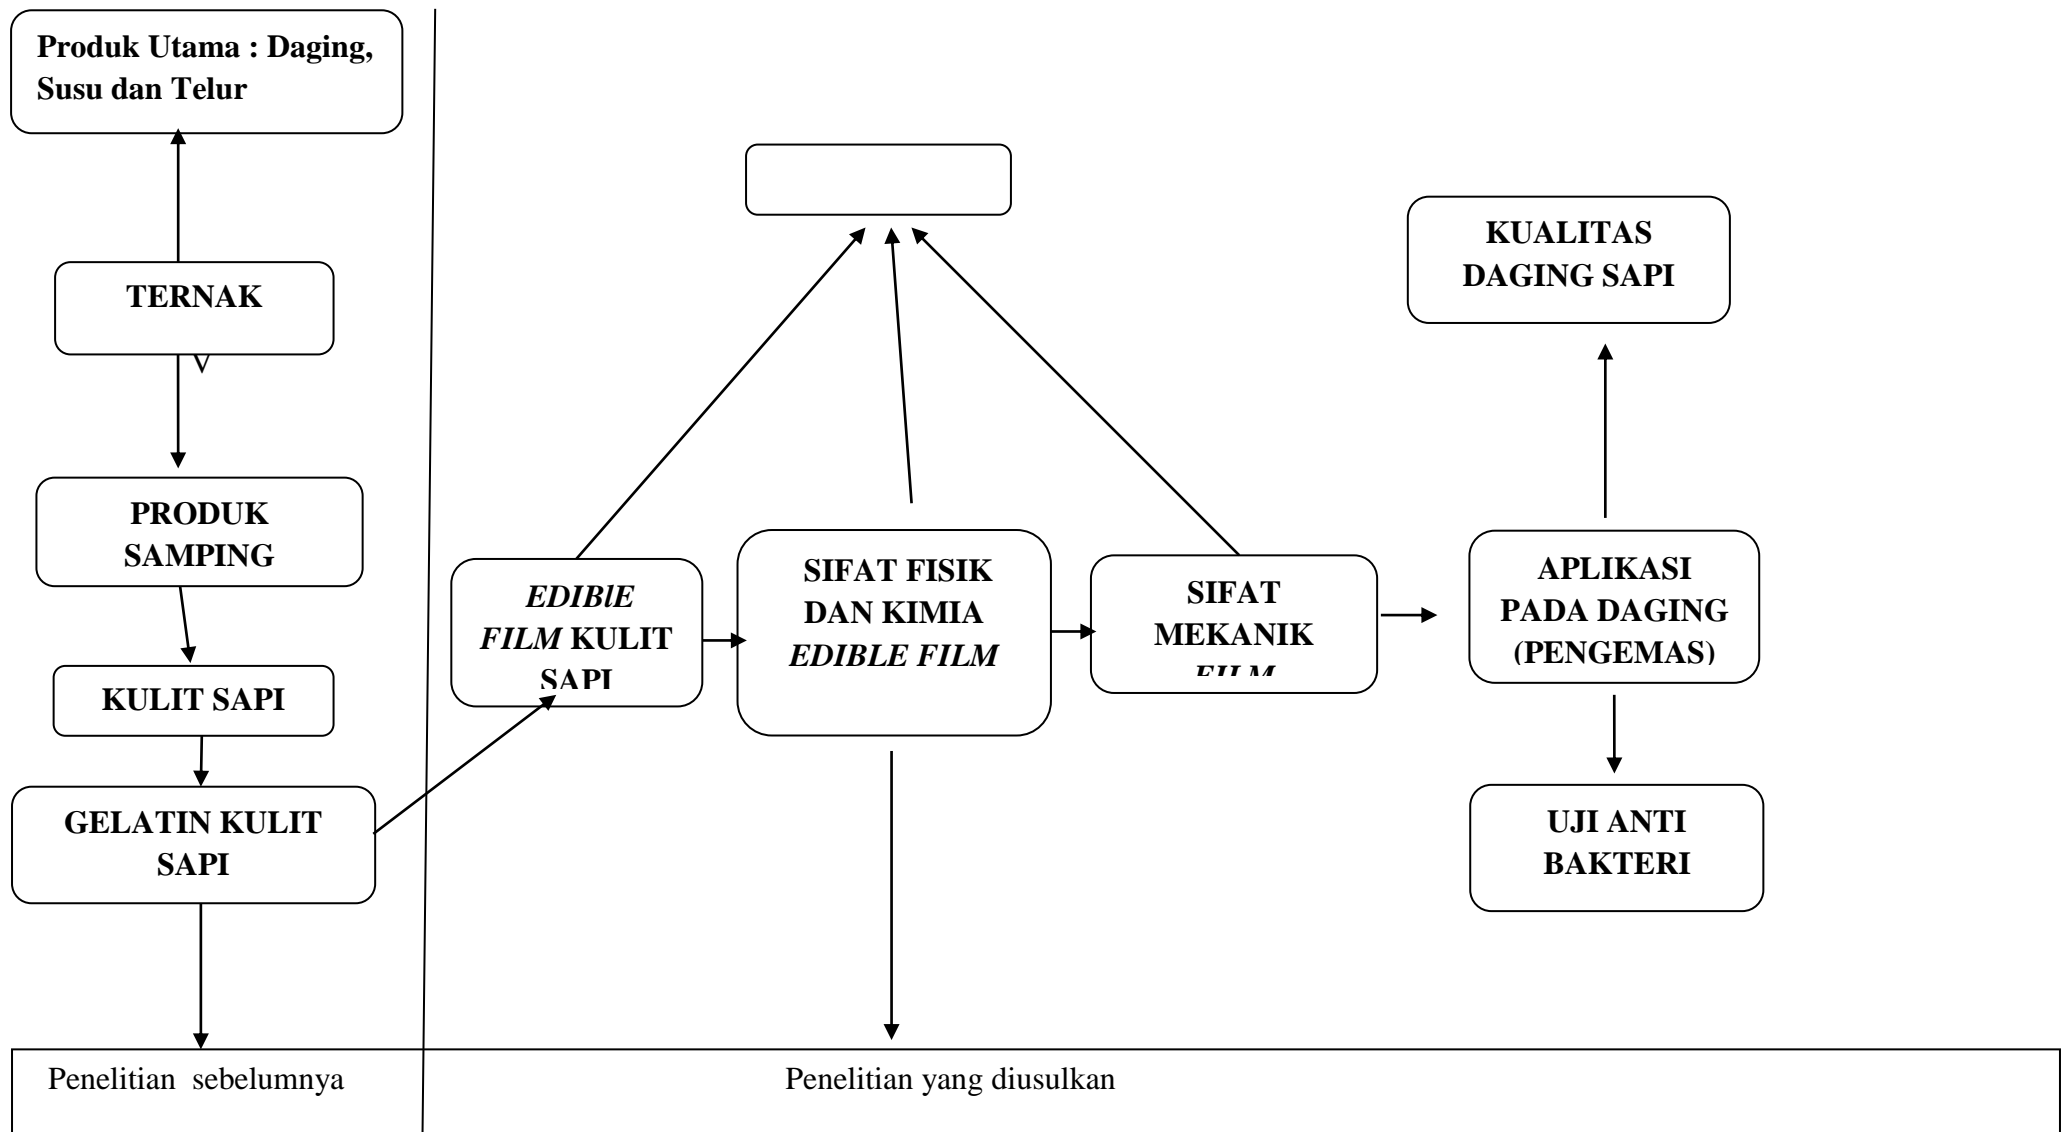 Produk Utama : Daging,
Susu dan Telur
TERNAK
PRODUK
SAMPING
KULIT SAPI
GELATIN KULIT
SAPI
EDIBlE
FILM KULIT
SAPI
SIFAT FISIK
DAN KIMIA
EDIBLE FILM
SIFAT
MEKANIK
FILM
KUALITAS
DAGING SAPI
APLIKASI
PADA DAGING
(PENGEMAS)
UJI ANTI
BAKTERI
Penelitian sebelumnya
Penelitian yang diusulkan